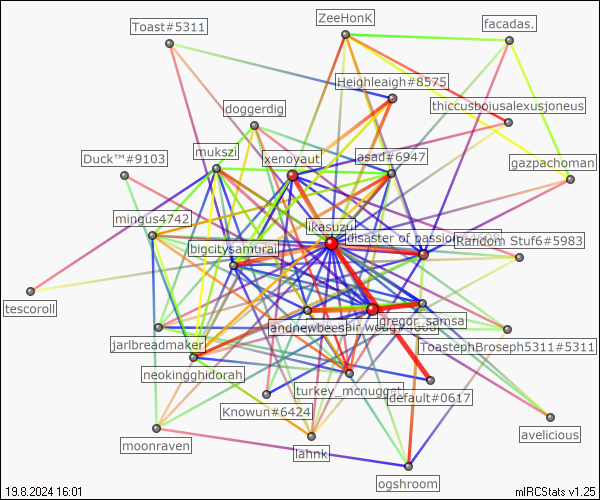 ZeeHonK
Toast#5311
facadas.
Heighleaigh#8575
doggerdig
thiccusboiusalexusjoneus
mukszi
xenoyaut
asad#6947
Duck™#9103
gazpachoman
mingus4742
ikasuzu
disaster of passion
Random Stuf6#5983
bigcitysamurai
tescoroll
andnewbees
gregor_samsa
jarlbreadmaker
ToastephBroseph5311#5311
neokingghidorah
turkey_mcnugget
default#0617
Knowun#6424
avelicious
moonraven
lahnk
ogshroom
19.8.2024 16:01
mIRCStats v1.25